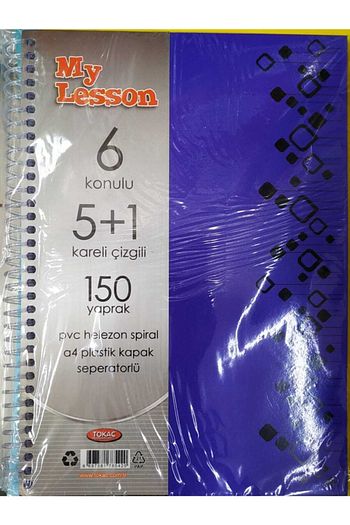 My
Lesson
6
konulu
5+1
kareli çizgili
150
yaprak
pvc helezon spiral
a4 plastik kapak
seperatorlü
TOKAÇ